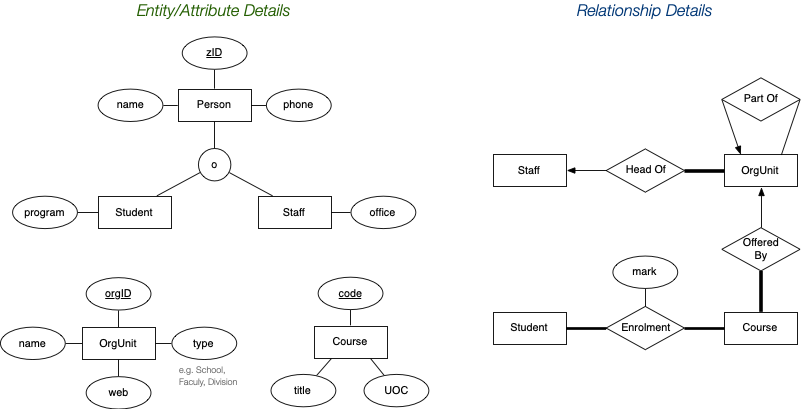 Entity/Attribute Details
Relationship Details
zID
name
Person
phone
o
program
Student
Staff
office
orgID
name
OrgUnit
type
e.g. School,
Faculy, Division
web
code
Course
title
UOC
Part Of
Staff
Head Of
OrgUnit
Offered
By
mark
Student
Enrolment
Course